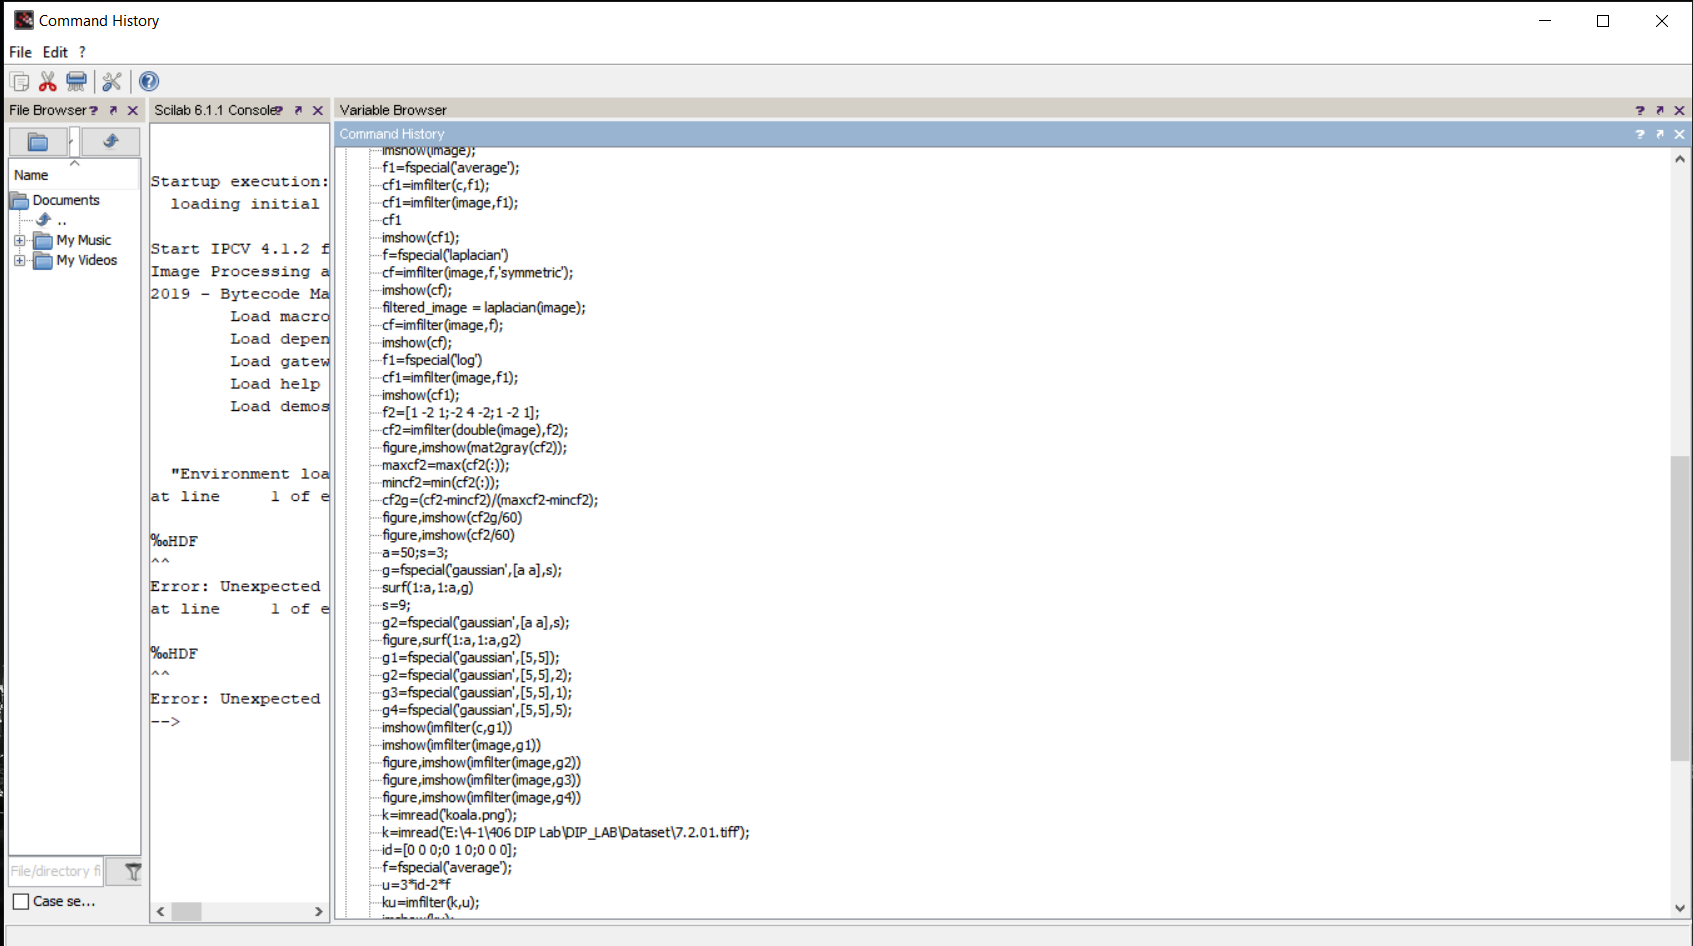 Command History
File Edit ?
File Browser ?
Scilab 6.1.1 Console ?
Variable Browser ?
Command History ?
Name
Documents
..
My Music
My Videos
File/directory fi
Case se...
Startup execution:
loading initial
Start IPCV 4.1.2 f
Image Processing a
2019 - Bytecode Ma
Load macro
Load depen
Load gatew
Load help
Load demos
"Environment loa
at line 1 of e
‰HDF
^^
Error: Unexpected
at line 1 of e
‰HDF
^^
Error: Unexpected
-->
imshow(image);
f1=fspecial('average');
cf1=imfilter(c,f1);
cf1=imfilter(image,f1);
cf1
imshow(cf1);
f=fspecial('laplacian')
cf=imfilter(image,f,'symmetric');
imshow(cf);
filtered_image = laplacian(image);
cf=imfilter(image,f);
imshow(cf);
f1=fspecial('log')
cf1=imfilter(image,f1);
imshow(cf1);
f2=[1 -2 1;-2 4 -2;1 -2 1];
cf2=imfilter(double(image),f2);
figure,imshow(mat2gray(cf2));
maxcf2=max(cf2(:));
mincf2=min(cf2(:));
cf2g=(cf2-mincf2)/(maxcf2-mincf2);
figure,imshow(cf2g/60)
figure,imshow(cf2/60)
a=50;s=3;
g=fspecial('gaussian',[a a],s);
surf(1:a,1:a,g)
s=9;
g2=fspecial('gaussian',[a a],s);
figure,surf(1:a,1:a,g2)
g1=fspecial('gaussian',[5,5]);
g2=fspecial('gaussian',[5,5],2);
g3=fspecial('gaussian',[5,5],1);
g4=fspecial('gaussian',[5,5],5);
imshow(imfilter(c,g1))
imshow(imfilter(image,g1))
figure,imshow(imfilter(image,g2))
figure,imshow(imfilter(image,g3))
figure,imshow(imfilter(image,g4))
k=imread('koala.png');
k=imread('E:\4-1\406 DIP Lab\DIP_LAB\Dataset\7.2.01.tiff');
id=[0 0 0;0 1 0;0 0 0];
f=fspecial('average');
u=3*id-2*f
ku=imfilter(k,u);
imshow(ku);